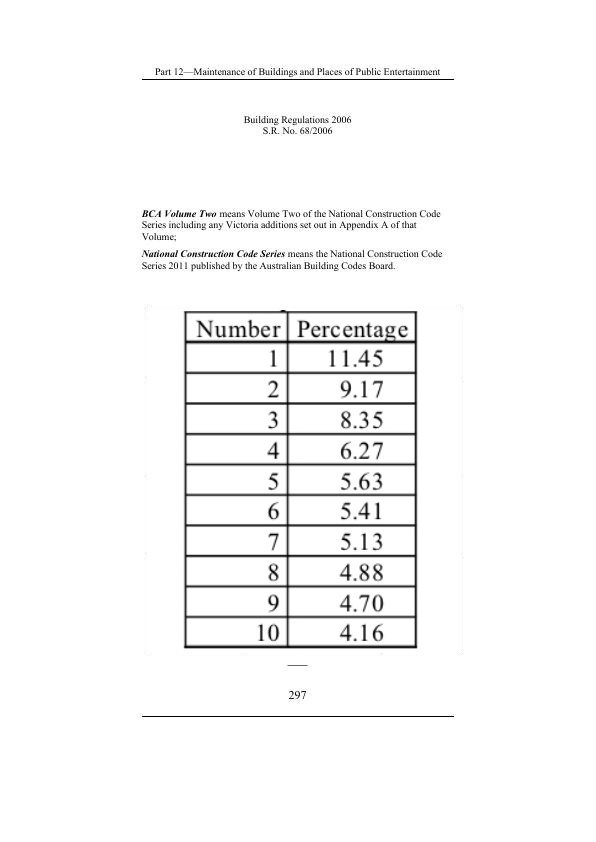 Part 12—Maintenance of Buildings and Places of Public Entertainment
Building Regulations 2006
S.R. No. 68/2006
BCA Volume Two means Volume Two of the National Construction Code
Series including any Victoria additions set out in Appendix A of that
Volume;
National Construction Code Series means the National Construction Code
Series 2011 published by the Australian Building Codes Board.
Number Percentage
1 11.45
2 9.17
3 8.35
4 6.27
5 5.63
6 5.41
7 5.13
8 4.88
9 4.70
10 4.16
297